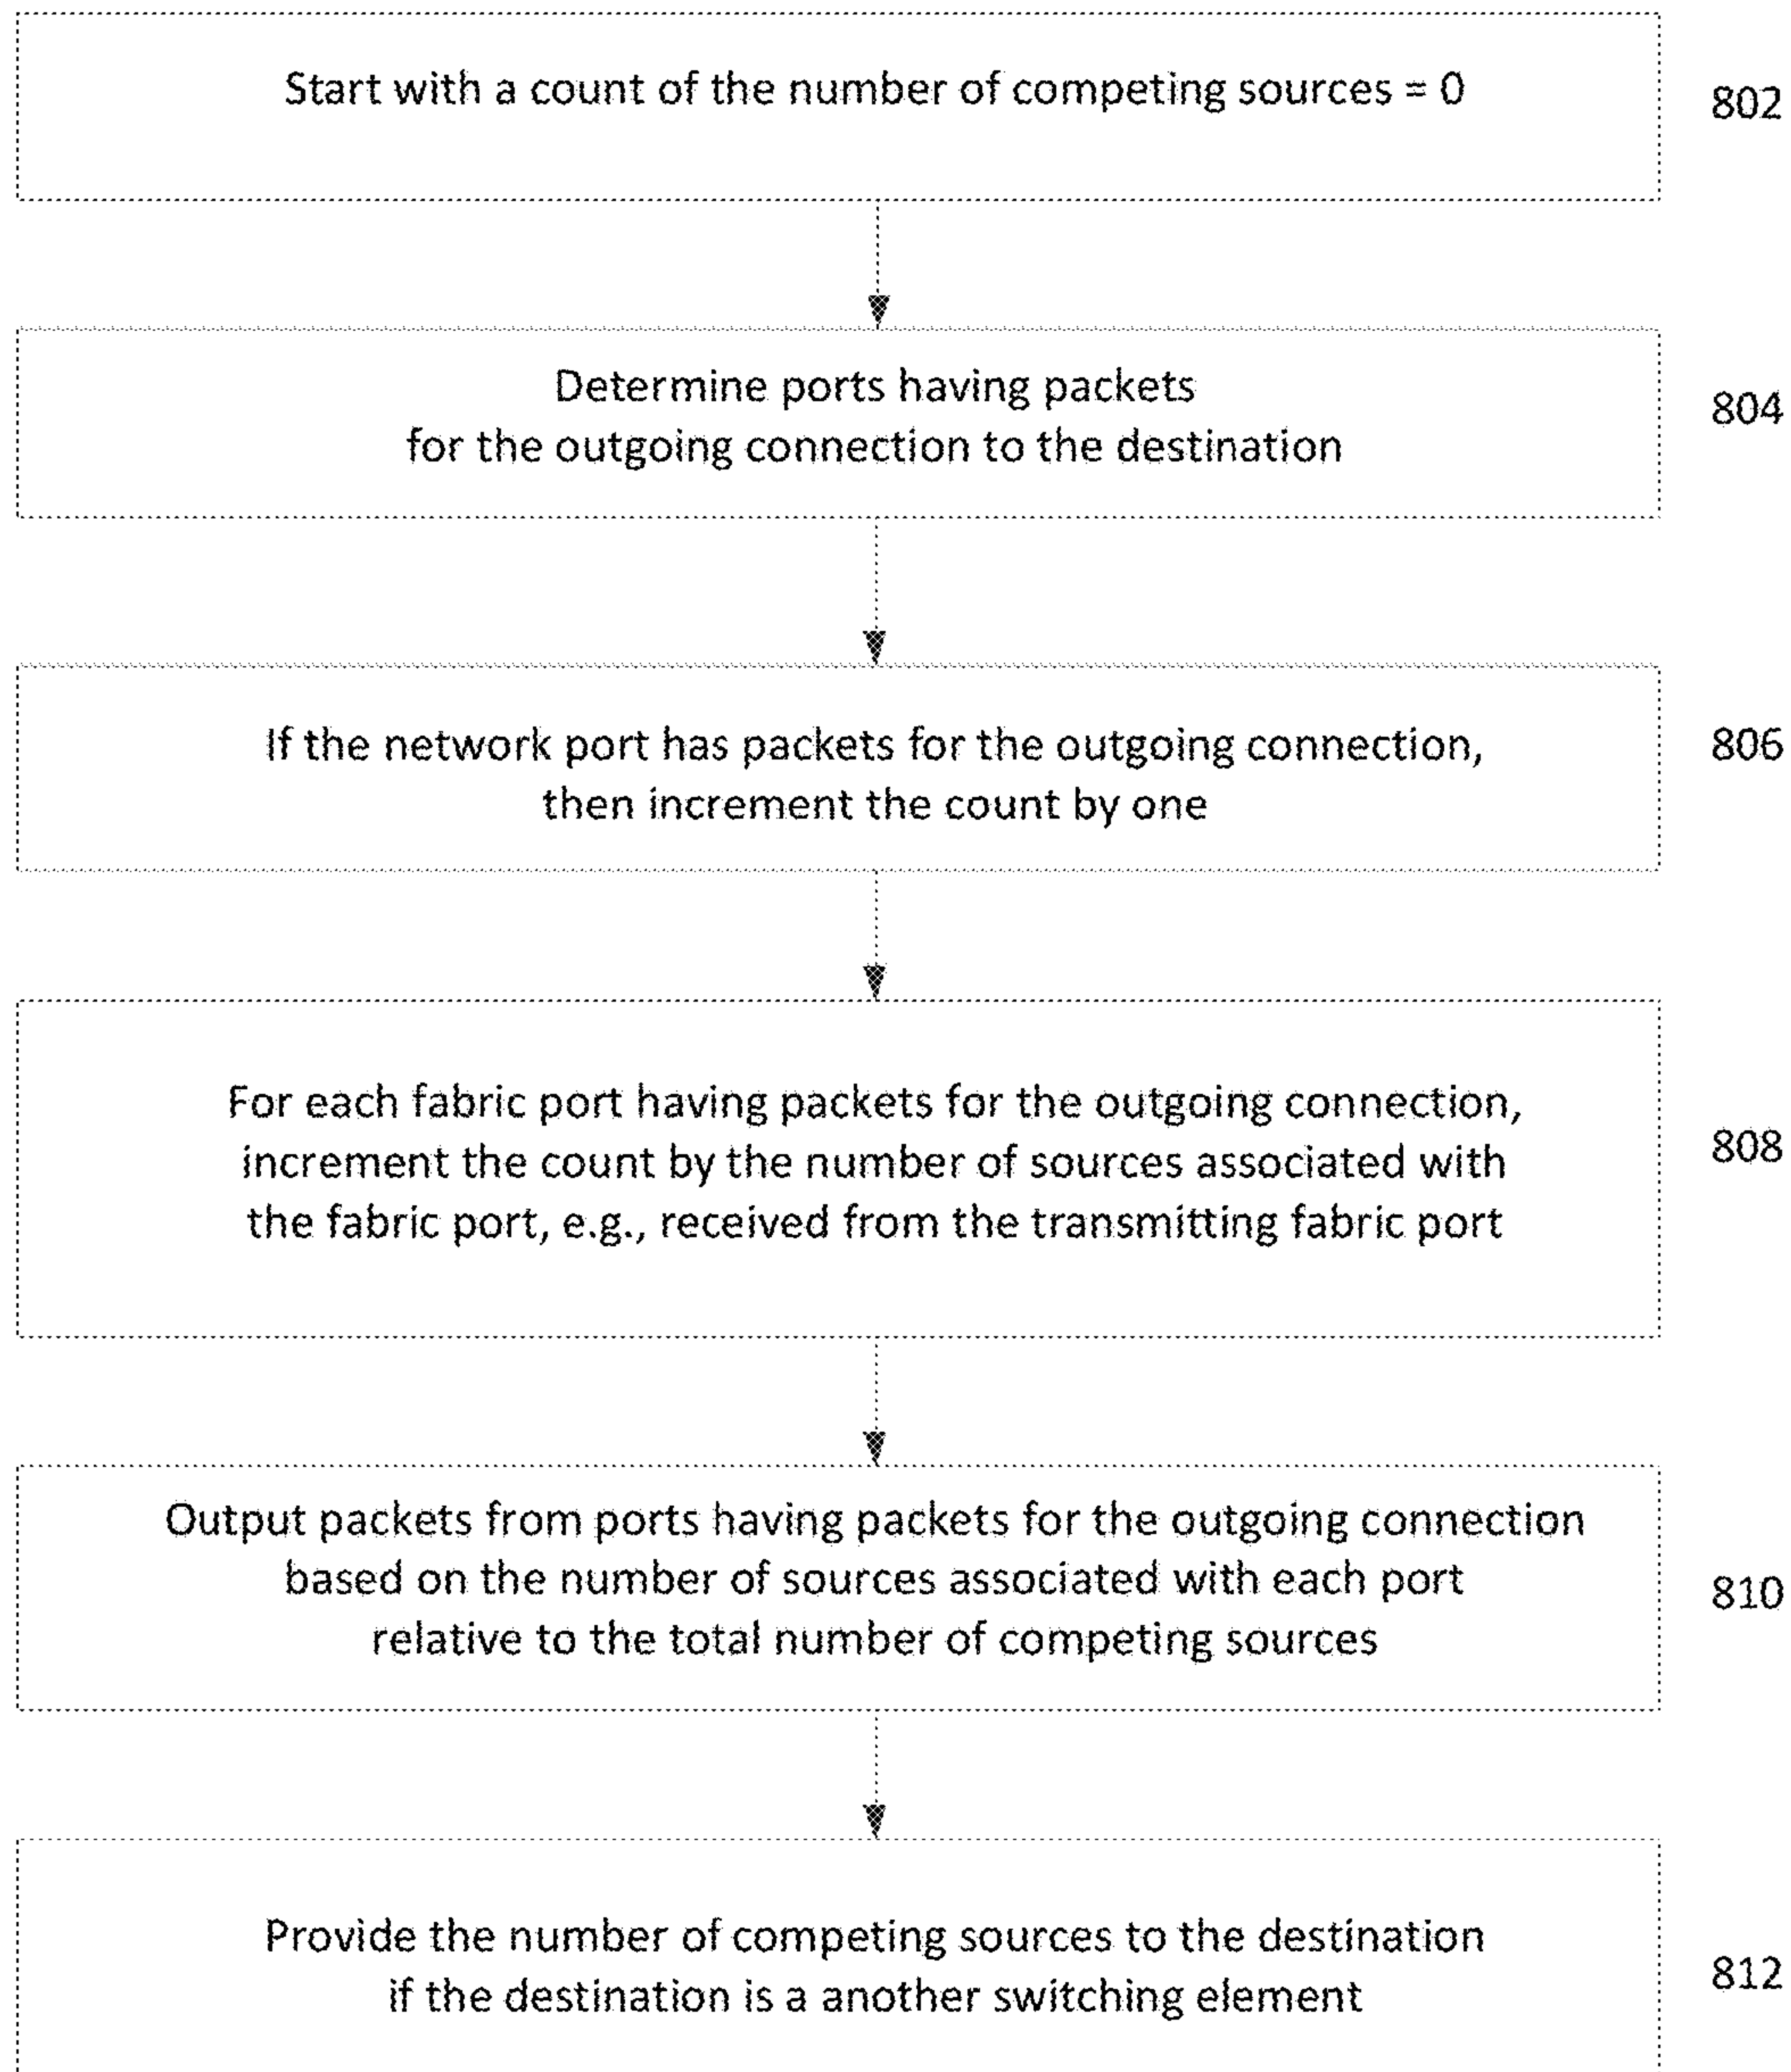 Start with a count of the number of competing sources = 0
802
Determine ports having packets
for the outgoing connection to the destination
804
If the network port has packets for the outgoing connection,
then increment the count by one
806
For each fabric port having packets for the outgoing connection,
increment the count by the number of sources associated with
the fabric port, e.g., received from the transmitting fabric port
808
Output packets from ports having packets for the outgoing connection
based on the number of sources associated with each port
relative to the total number of competing sources
810
Provide the number of competing sources to the destination
if the destination is a another switching element
812